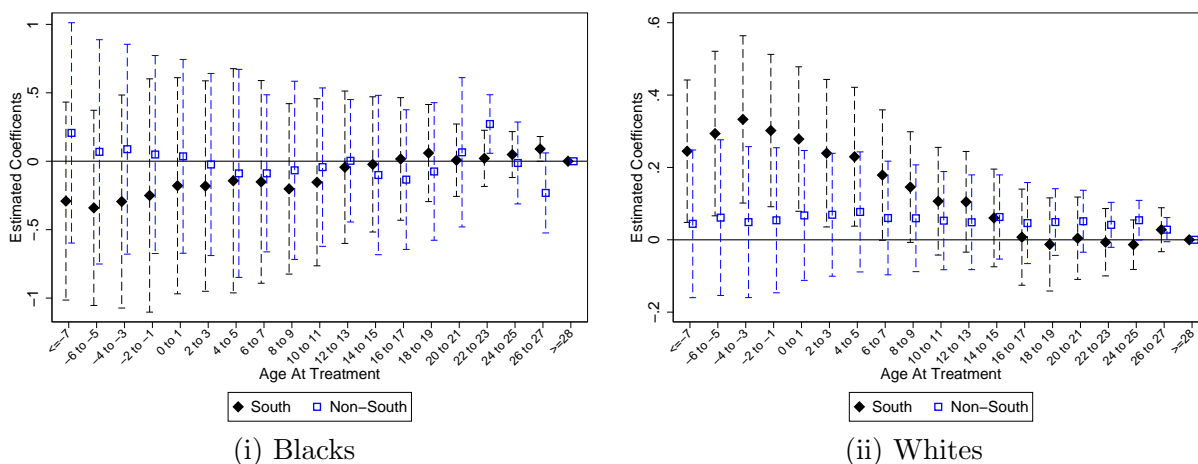 Estimated Coefficents
1
.5
0
−.5
−1
<=−7
−6 to −5
−4 to −3
−2 to −1
0 to 1
2 to 3
4 to 5
6 to 7
8 to 9
10 to 11
12 to 13
14 to 15
16 to 17
18 to 19
20 to 21
22 to 23
24 to 25
26 to 27
>=28
Age At Treatment
South Non−South
(i) Blacks
Estimated Coefficents
.6
.4
.2
0
−.2
<=−7
−6 to −5
−4 to −3
−2 to −1
0 to 1
2 to 3
4 to 5
6 to 7
8 to 9
10 to 11
12 to 13
14 to 15
16 to 17
18 to 19
20 to 21
22 to 23
24 to 25
26 to 27
>=28
Age At Treatment
South Non−South
(ii) Whites